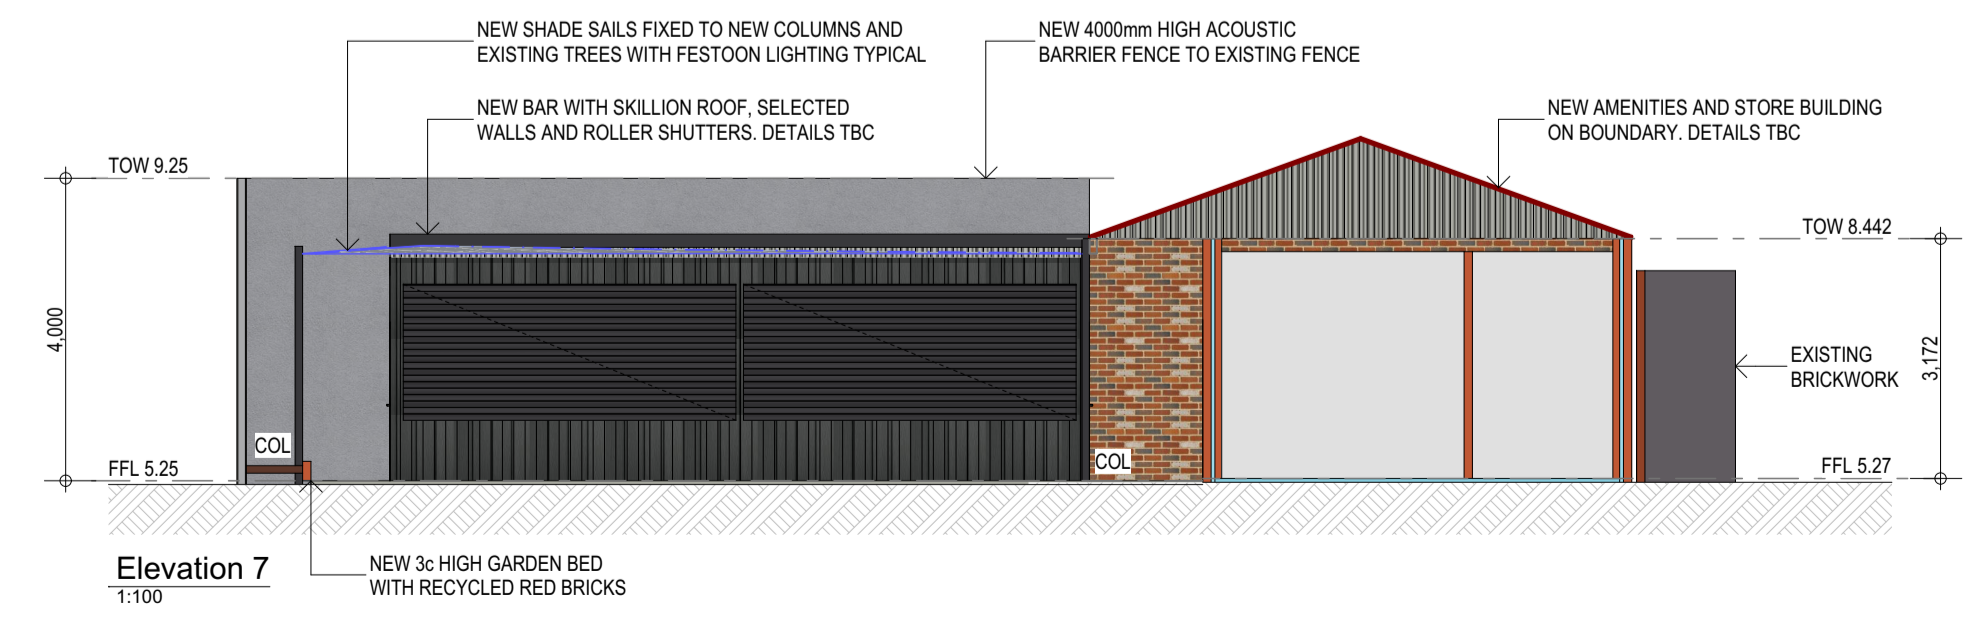 NEW SHADE SAILS FIXED TO NEW COLUMNS AND
EXISTING TREES WITH FESTOON LIGHTING TYPICAL
NEW 4000mm HIGH ACOUSTIC
BARRIER FENCE TO EXISTING FENCE
NEW BAR WITH SKILLION ROOF, SELECTED
WALLS AND ROLLER SHUTTERS. DETAILS TBC
NEW AMENITIES AND STORE BUILDING
ON BOUNDARY. DETAILS TBC
TOW 9.25
TOW 8.442
4,000
3,172
EXISTING
BRICKWORK
COL
COL
FFL 5.25
FFL 5.27
Elevation 7
1:100
NEW 3c HIGH GARDEN BED
WITH RECYCLED RED BRICKS